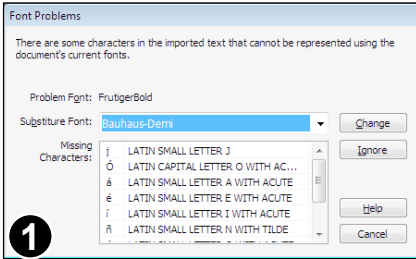 Font Problems
There are some characters in the imported text that cannot be represented using the
document's current fonts.
Problem Font: FrutigerBold
Substiture Font: Bauhaus-Demi
Change
Missing
Characters:
Ignore
j LATIN SMALL LETTER J
Ó LATIN CAPITAL LETTER O WITH AC...
á LATIN SMALL LETTER A WITH ACUTE
é LATIN SMALL LETTER E WITH ACUTE
í LATIN SMALL LETTER I WITH ACUTE
ñ LATIN SMALL LETTER N WITH TILDE
Help
Cancel
1